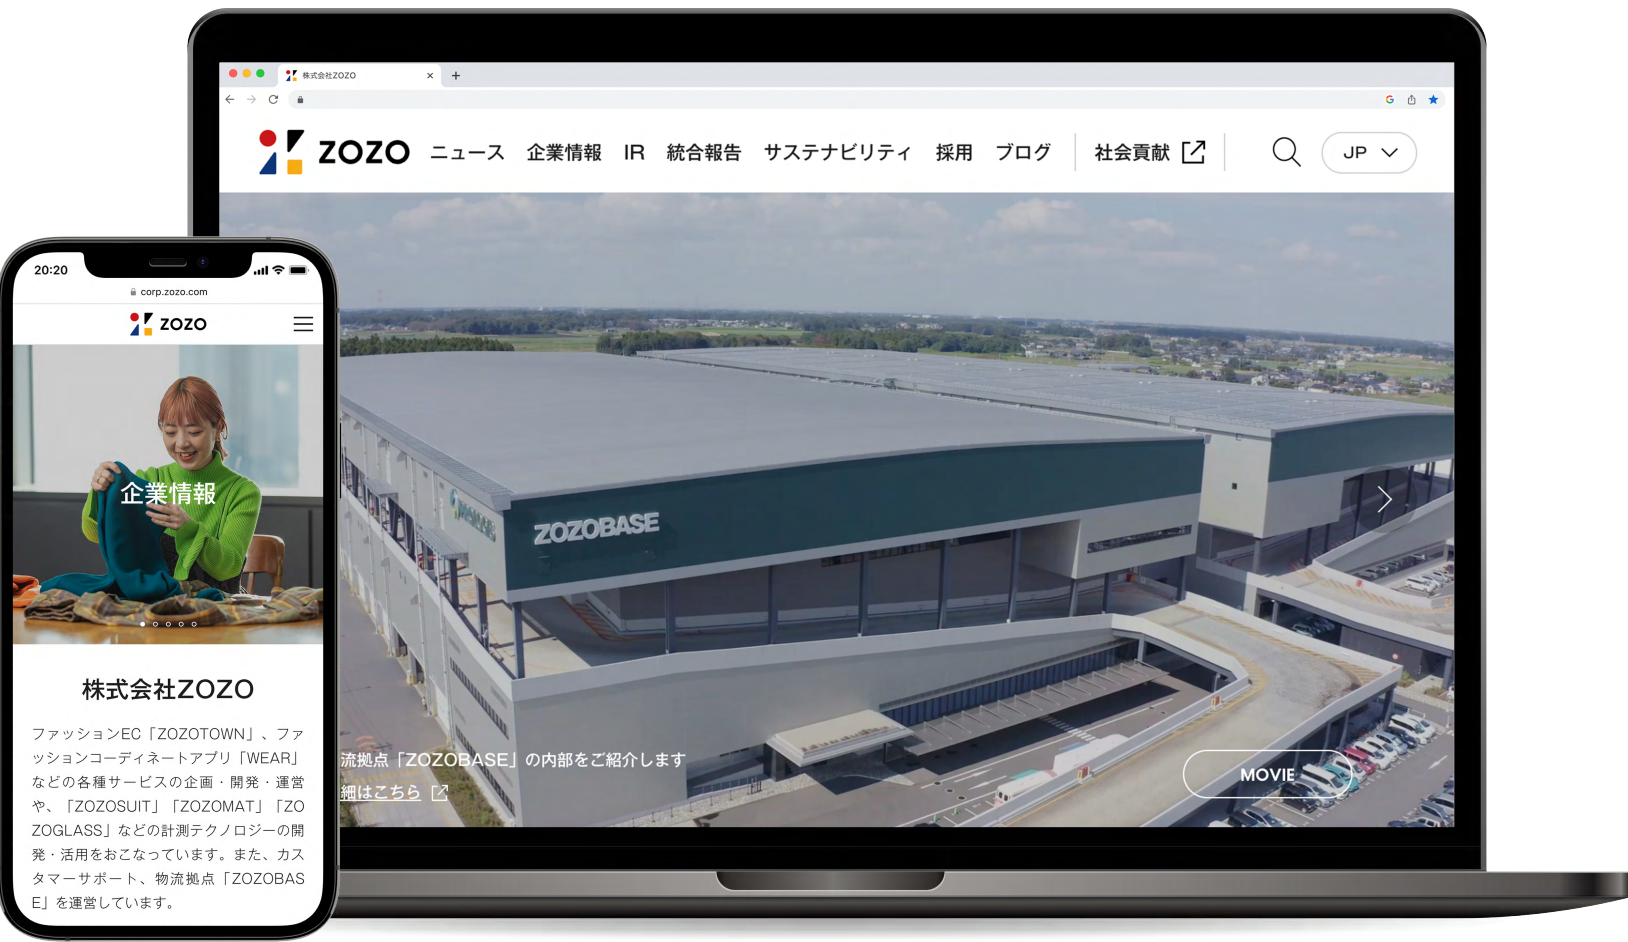 株式会社ZOZO
ZOZO ニュース 企業情報 IR 統合報告 サステナビリティ 採用 ブログ 社会貢献 JP
ZOZOBASE
流拠点「ZOZOBASE」の内部をご紹介します
細はこちら
MOVIE
20:20
corp.zozo.com
ZOZO
企業情報
株式会社ZOZO
ファッションEC「ZOZOTOWN」、ファ
ッションコーディネートアプリ「WEAR」
などの各種サービスの企画・開発・運営
や、「ZOZOSUIT」「ZOZOMAT」「ZO
ZOGLASS」などの計測テクノロジーの開
発・活用をおこなっています。また、カス
タマーサポート、物流拠点「ZOZOBAS
E」を運営しています。